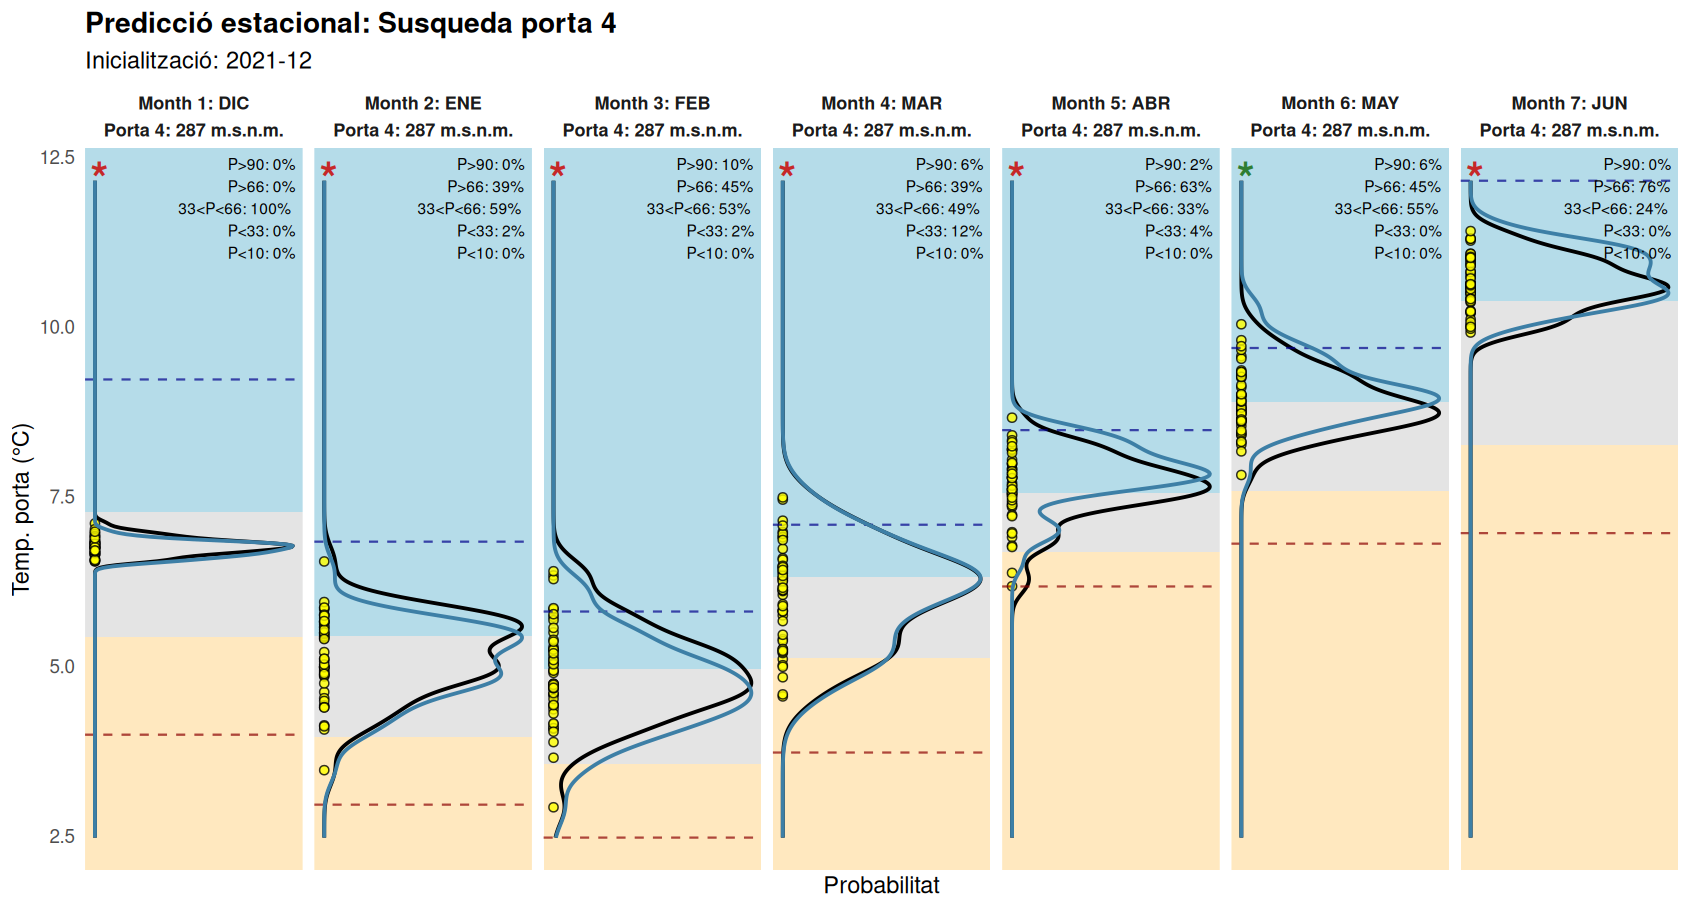 Predicció estacional: Susqueda porta 4
Inicialització: 2021-12
Month 1: DIC
Porta 4: 287 m.s.n.m.
Month 2: ENE
Porta 4: 287 m.s.n.m.
Month 3: FEB
Porta 4: 287 m.s.n.m.
Month 4: MAR
Porta 4: 287 m.s.n.m.
Month 5: ABR
Porta 4: 287 m.s.n.m.
Month 6: MAY
Porta 4: 287 m.s.n.m.
Month 7: JUN
Porta 4: 287 m.s.n.m.
Temp. porta (°C)
12.5
10.0
7.5
5.0
2.5
*
P>90: 0%
P>66: 0%
33<P<66: 100%
P<33: 0%
P<10: 0%
*
P>90: 0%
P>66: 39%
33<P<66: 59%
P<33: 2%
P<10: 0%
*
P>90: 10%
P>66: 45%
33<P<66: 53%
P<33: 2%
P<10: 0%
*
P>90: 6%
P>66: 39%
33<P<66: 49%
P<33: 12%
P<10: 0%
*
P>90: 2%
P>66: 63%
33<P<66: 33%
P<33: 4%
P<10: 0%
*
P>90: 6%
P>66: 45%
33<P<66: 55%
P<33: 0%
P<10: 0%
*
P>90: 0%
P>66: 76%
33<P<66: 24%
P<33: 0%
P<10: 0%
Probabilitat